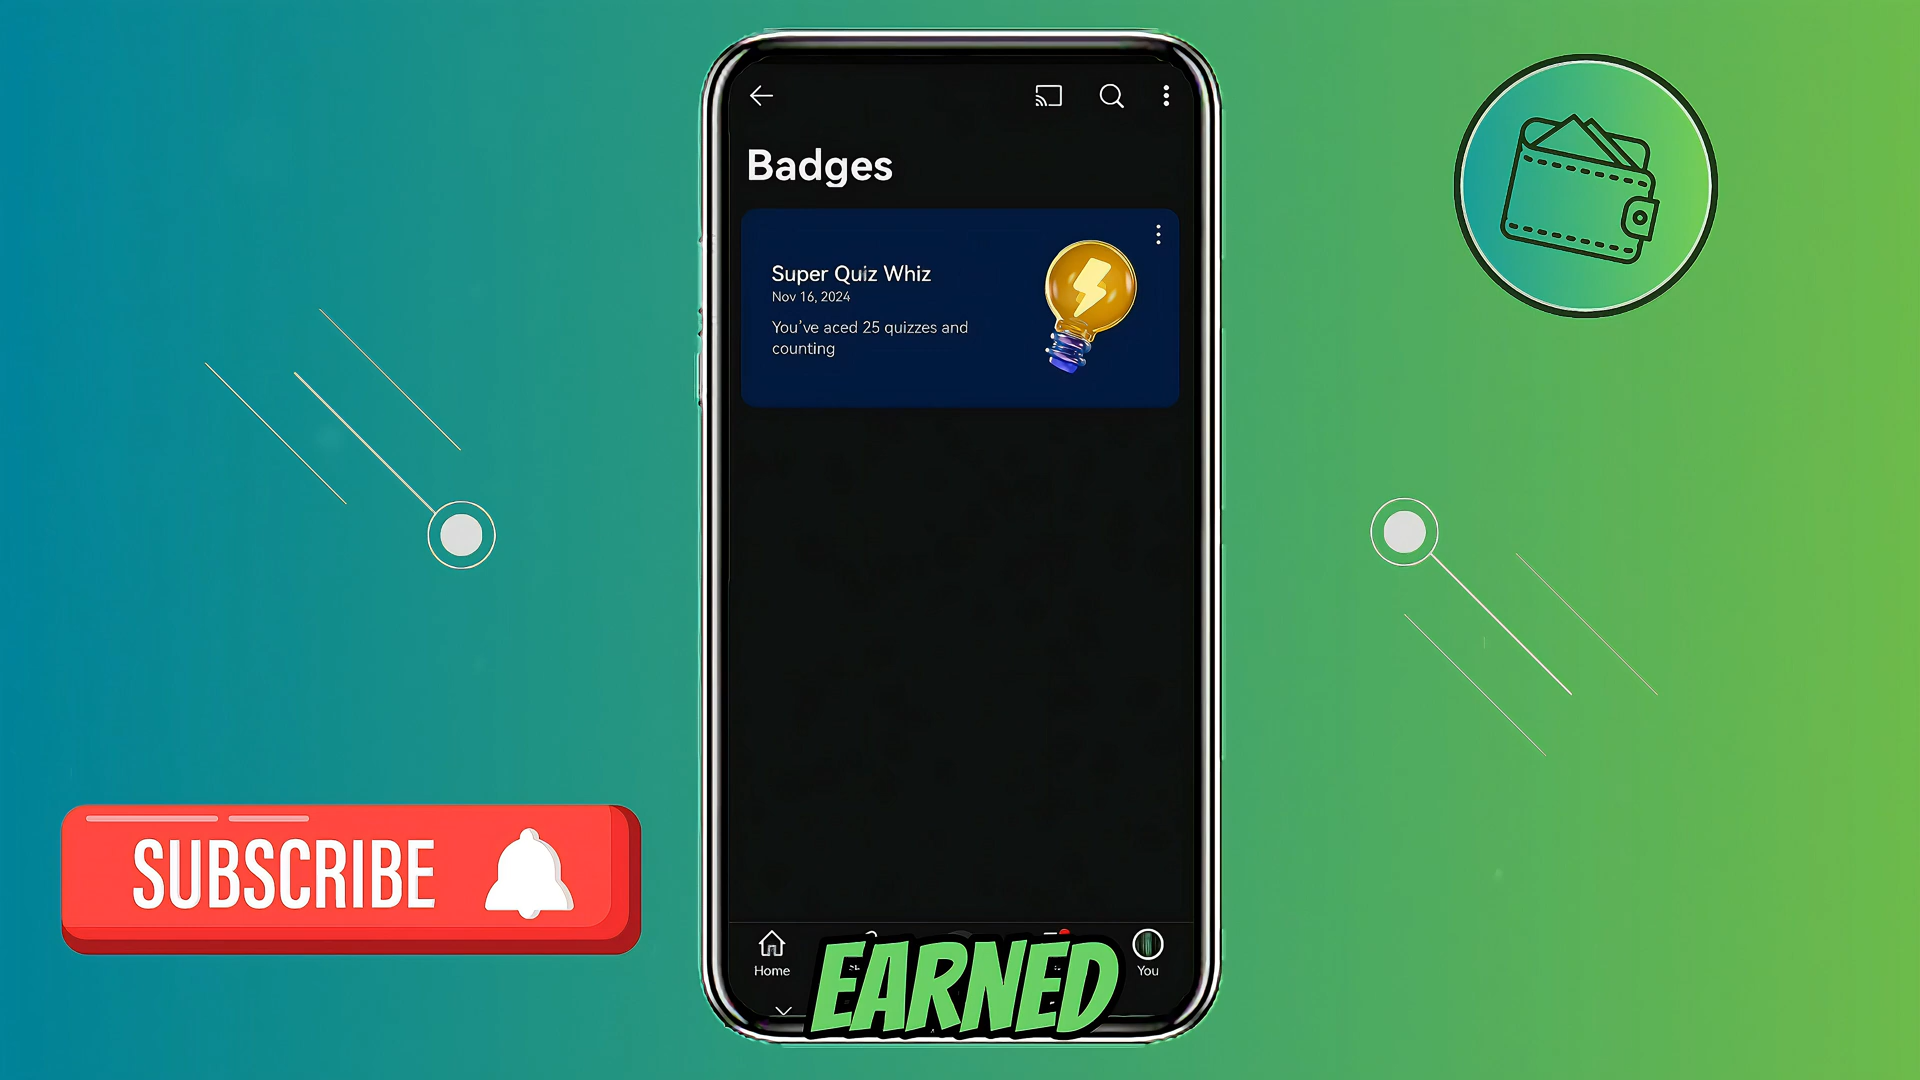 Badges
Super Quiz Whiz
Nov 16, 2024
You've aced 25 quizzes and
counting
SUBSCRIBE
Home
You
EARNED